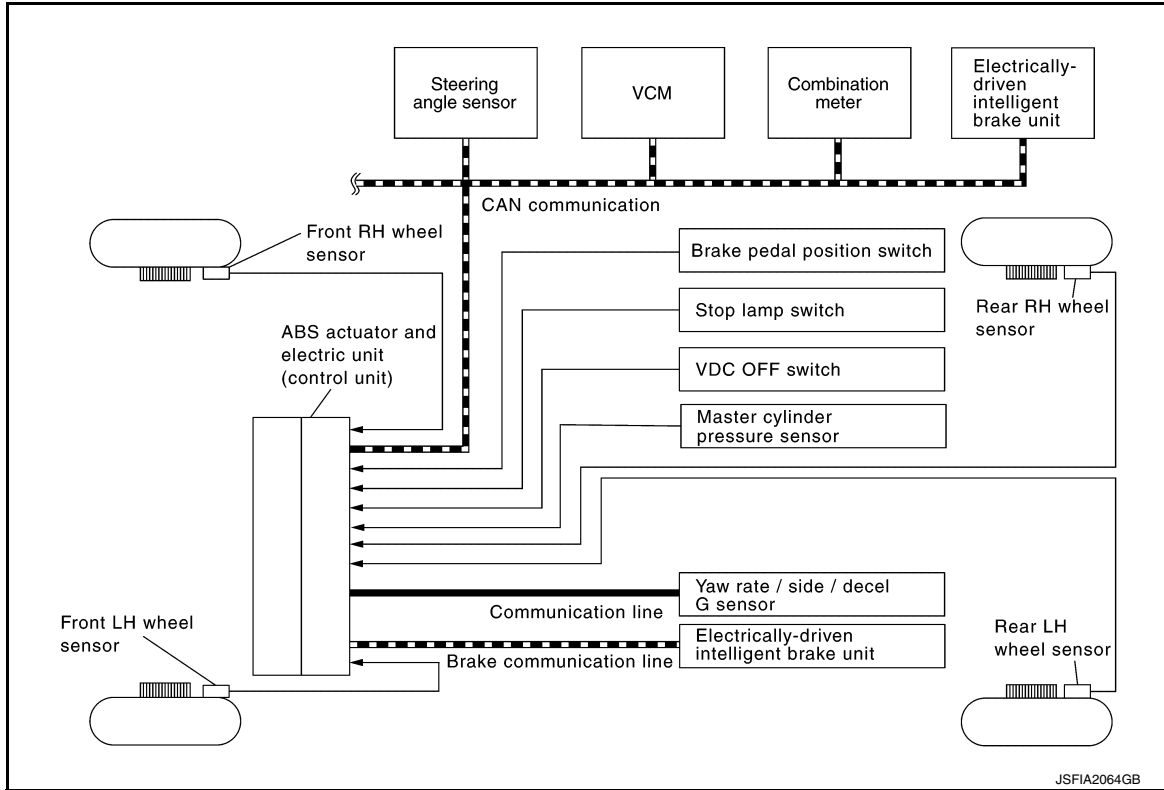 Steering
angle sensor
VCM
Combination
meter
Electrically-
driven
intelligent
brake unit
CAN communication
Front RH wheel
sensor
Brake pedal position switch
Rear RH wheel
sensor
Stop lamp switch
ABS actuator and
electric unit
(control unit)
VDC OFF switch
Master cylinder
pressure sensor
Yaw rate / side / decel
G sensor
Communication line
Front LH wheel
sensor
Electrically-driven
intelligent brake unit
Brake communication line
Rear LH
wheel sensor
JSFIA2064GB